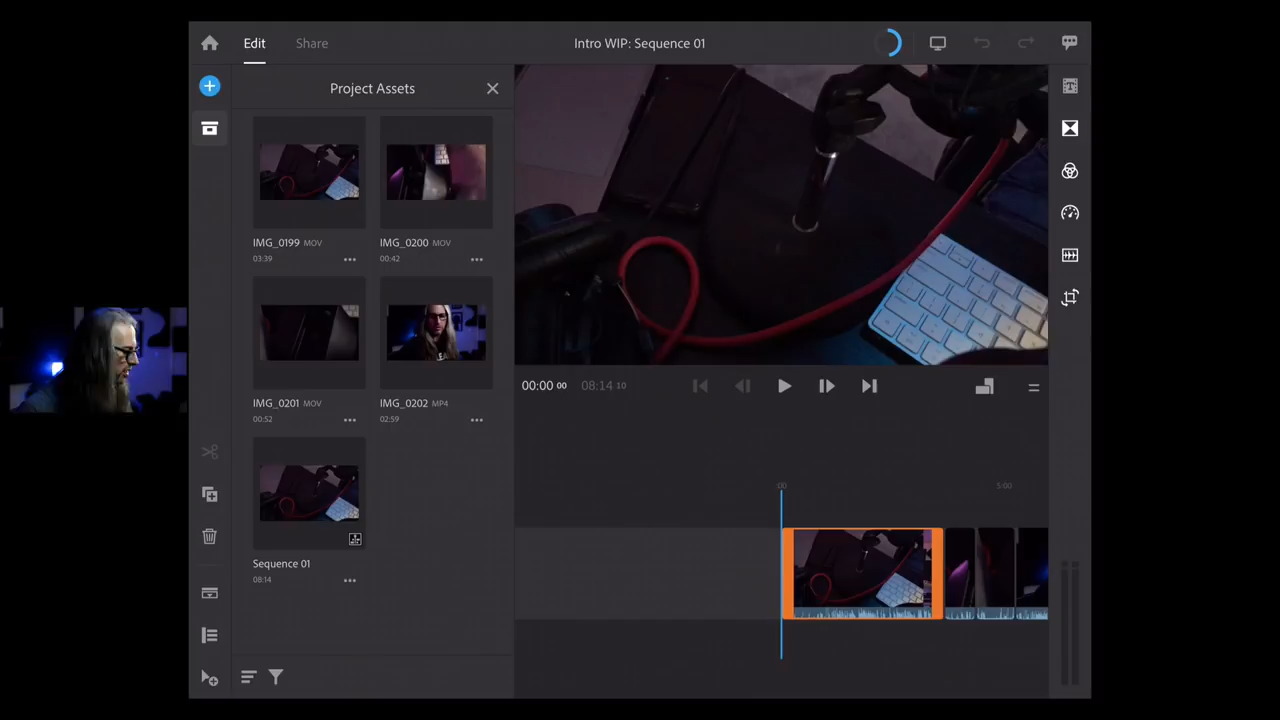 Edit
Share
Intro WIP: Sequence 01
Project Assets
IMG_0199 MOV
03:39
IMG_0200 MOV
00:42
IMG_0201 MOV
00:52
IMG_0202 MP4
02:59
Sequence 01
08:14
00:00 00
08:14 10
:00
5:00